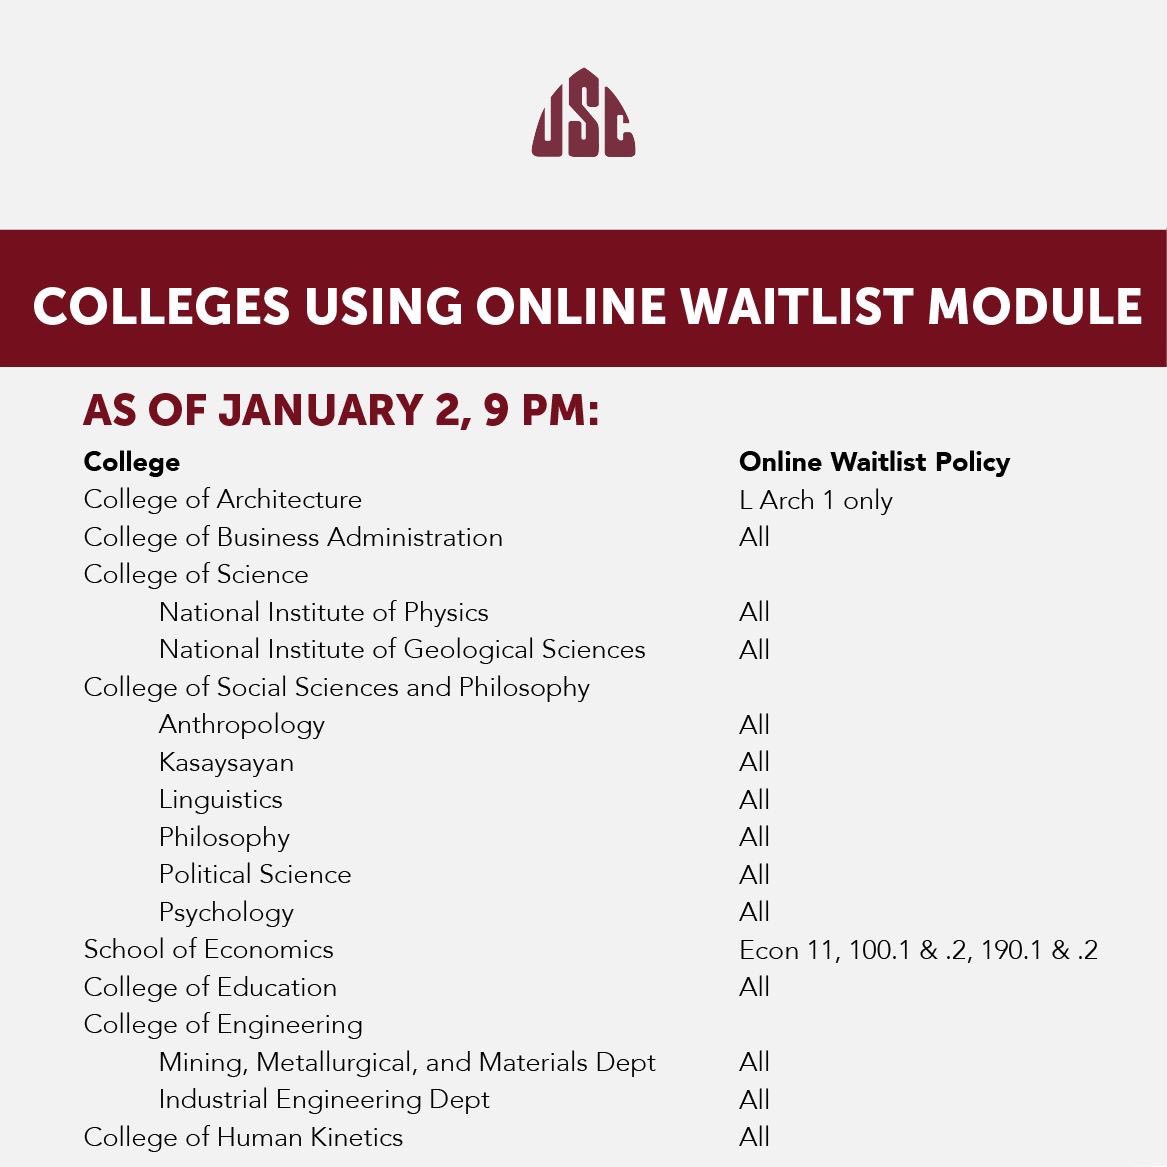 USC
COLLEGES USING ONLINE WAITLIST MODULE
AS OF JANUARY 2, 9 PM:
College Online Waitlist Policy
College of Architecture L Arch 1 only
College of Business Administration All
College of Science
National Institute of Physics All
National Institute of Geological Sciences All
College of Social Sciences and Philosophy
Anthropology All
Kasaysayan All
Linguistics All
Philosophy All
Political Science All
Psychology All
School of Economics Econ 11, 100.1 & .2, 190.1 & .2
College of Education All
College of Engineering
Mining, Metallurgical, and Materials Dept All
Industrial Engineering Dept All
College of Human Kinetics All